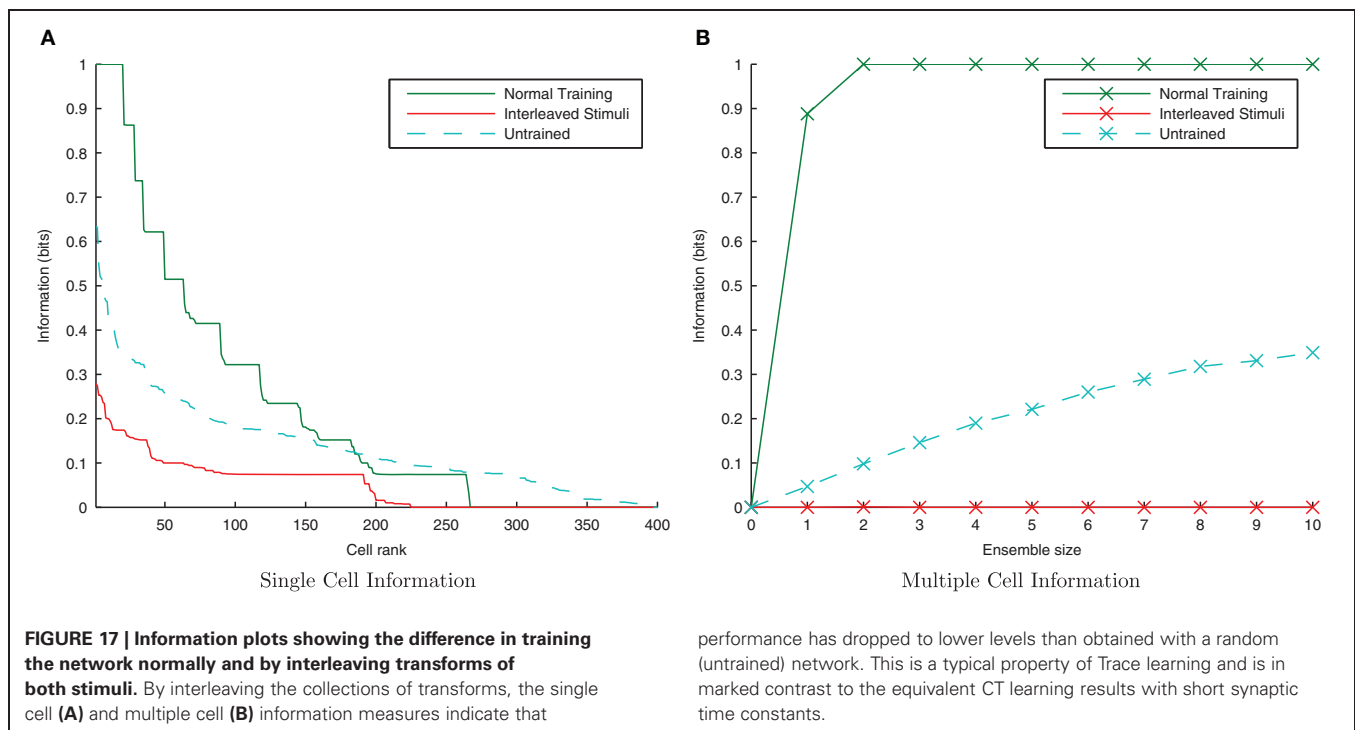 A
1
0.9
0.8
0.7
0.6
0.5
0.4
0.3
0.2
0.1
0
Information (bits)
50
100
150
200
250
300
350
400
Cell rank
Normal Training
Interleaved Stimuli
Untrained
Single Cell Information
B
1
0.9
0.8
0.7
0.6
0.5
0.4
0.3
0.2
0.1
0
Information (bits)
0
1
2
3
4
5
6
7
8
9
10
Ensemble size
Normal Training
Interleaved Stimuli
Untrained
Multiple Cell Information
FIGURE 17 | Information plots showing the difference in training
the network normally and by interleaving transforms of
both stimuli. By interleaving the collections of transforms, the single
cell (A) and multiple cell (B) information measures indicate that
performance has dropped to lower levels than obtained with a random
(untrained) network. This is a typical property of Trace learning and is in
marked contrast to the equivalent CT learning results with short synaptic
time constants.